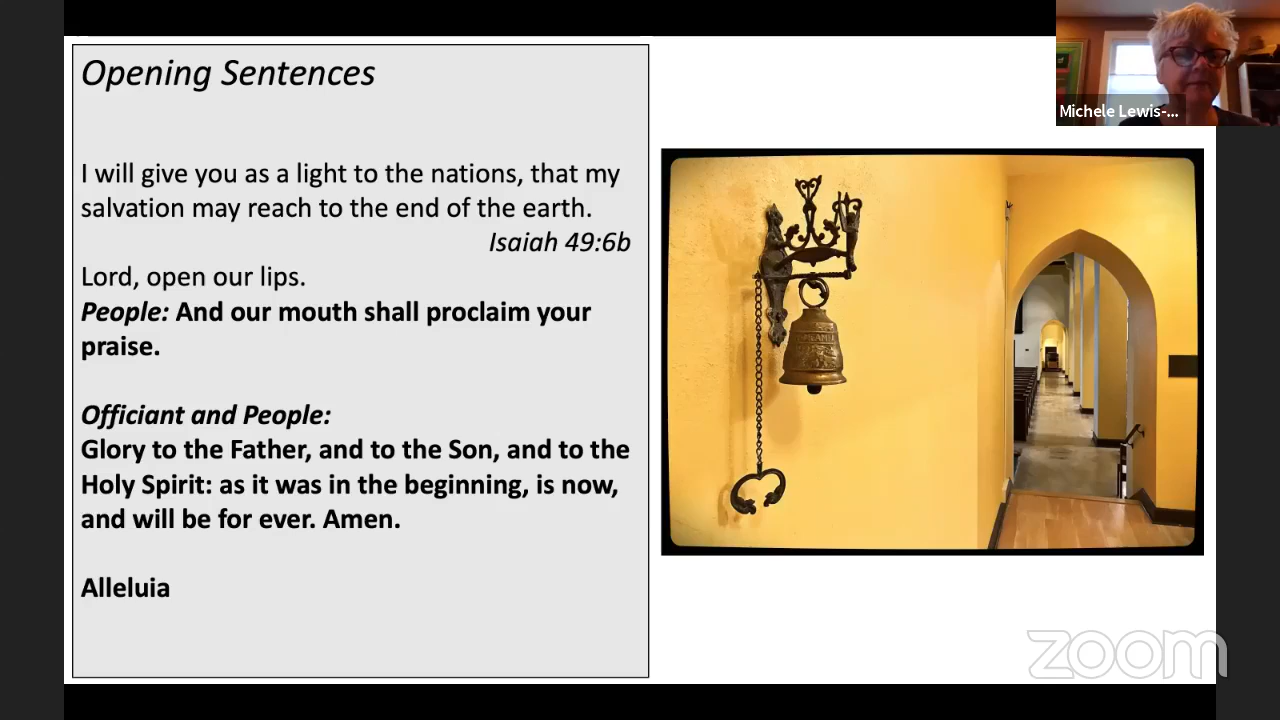 Opening Sentences
I will give you as a light to the nations, that my
salvation may reach to the end of the earth.
Isaiah 49:6b
Lord, open our lips.
People: And our mouth shall proclaim your
praise.
Officiant and People:
Glory to the Father, and to the Son, and to the
Holy Spirit: as it was in the beginning, is now,
and will be for ever. Amen.
Alleluia
Michele Lewis-...
zoom